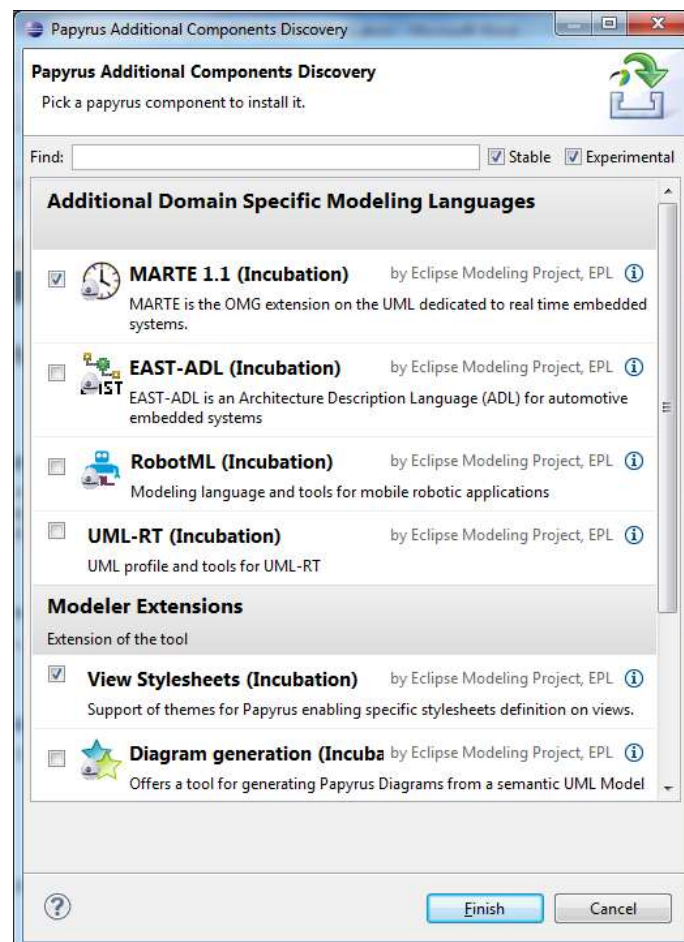 Papyrus Additional Components Discovery
Papyrus Additional Components Discovery
Pick a papyrus component to install it.
Find:
Stable
Experimental
Additional Domain Specific Modeling Languages
MARTE 1.1 (Incubation) by Eclipse Modeling Project, EPL
MARTE is the OMG extension on the UML dedicated to real time embedded
systems.
EAST-ADL (Incubation) by Eclipse Modeling Project, EPL
EAST-ADL is an Architecture Description Language (ADL) for automotive
embedded systems
RobotML (Incubation) by Eclipse Modeling Project, EPL
Modeling language and tools for mobile robotic applications
UML-RT (Incubation) by Eclipse Modeling Project, EPL
UML profile and tools for UML-RT
Modeler Extensions
Extension of the tool
View Stylesheets (Incubation) by Eclipse Modeling Project, EPL
Support of themes for Papyrus enabling specific stylesheets definition on views.
Diagram generation (Incuba by Eclipse Modeling Project, EPL
Offers a tool for generating Papyrus Diagrams from a semantic UML Model
Finish
Cancel